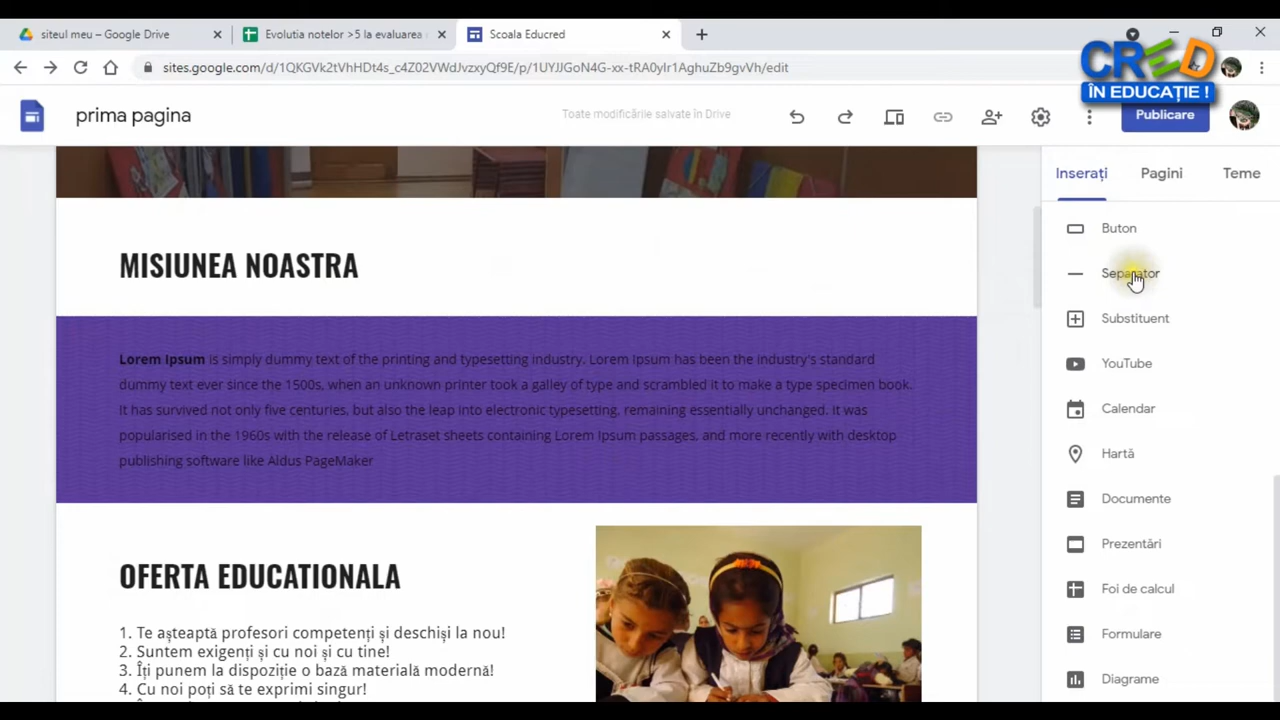 siteul meu – Google Drive
Evolutia notelor >5 la evaluarea
Scoala Educred
sites.google.com/d/1QKGVk2tVhHDt4s_c4Z02VWdJvzxyQf9E/p/1UYJJGoN4G-xx-tRA0yIr1AghuZb9gvVh/edit
CRED
ÎN EDUCAȚIE !
prima pagina
Toate modificările salvate în Drive
Publicare
Inserați
Pagini
Teme
Buton
Separator
Substituent
YouTube
Calendar
Hartă
Documente
Prezentări
Foi de calcul
Formulare
Diagrame
MISIUNEA NOASTRA
Lorem Ipsum is simply dummy text of the printing and typesetting industry. Lorem Ipsum has been the industry's standard
dummy text ever since the 1500s, when an unknown printer took a galley of type and scrambled it to make a type specimen book.
It has survived not only five centuries, but also the leap into electronic typesetting, remaining essentially unchanged. It was
popularised in the 1960s with the release of Letraset sheets containing Lorem Ipsum passages, and more recently with desktop
publishing software like Aldus PageMaker
OFERTA EDUCATIONALA
1. Te așteaptă profesori competenți și deschiși la nou!
2. Suntem exigenți și cu noi și cu tine!
3. Îți punem la dispoziție o bază materială modernă!
4. Cu noi poți să te exprimi singur!